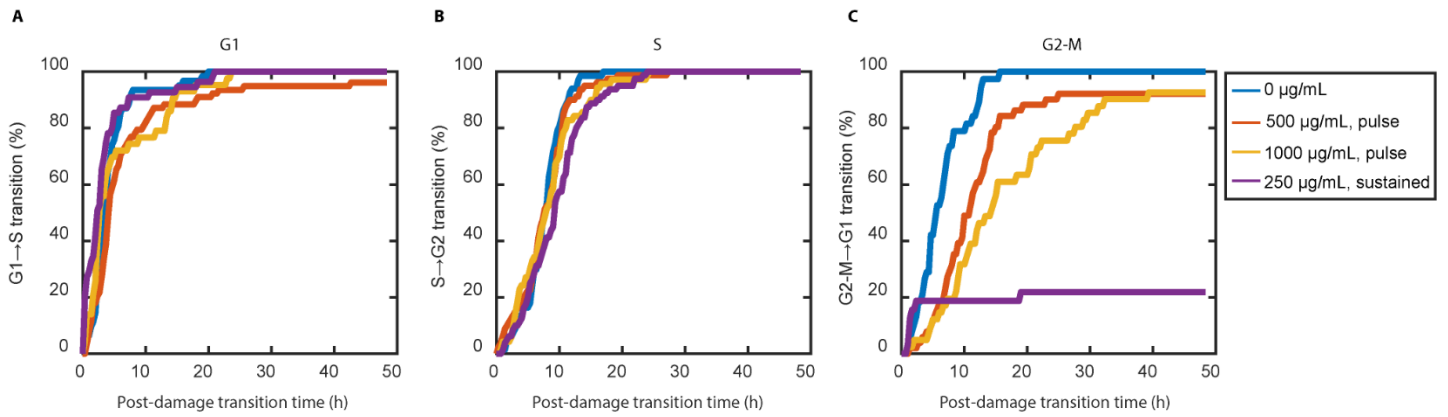 A
G1
G1→S transition (%)
100
80
60
40
20
0
0 10 20 30 40 50
Post-damage transition time (h)
B
S
S→G2 transition (%)
100
80
60
40
20
0
0 10 20 30 40 50
Post-damage transition time (h)
C
G2-M
G2-M→G1 transition (%)
100
80
60
40
20
0
0 10 20 30 40 50
Post-damage transition time (h)
0 µg/mL
500 µg/mL, pulse
1000 µg/mL, pulse
250 µg/mL, sustained